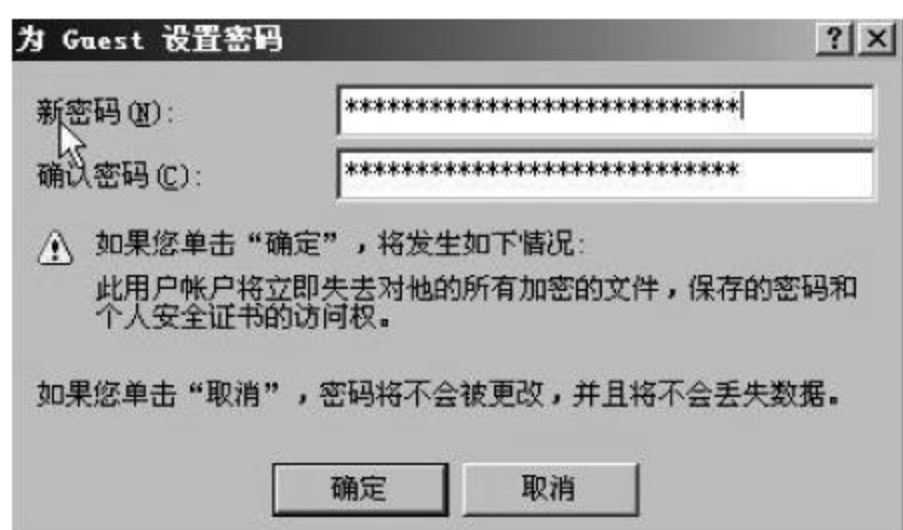 为 Guest 设置密码
新密码(N):
****************************
确认密码(C):
****************************
如果您单击“确定”，将发生如下情况:
此用户帐户将立即失去对他的所有加密的文件，保存的密码和
个人安全证书的访问权。
如果您单击“取消”，密码将不会被更改，并且将不会丢失数据。
确定 取消